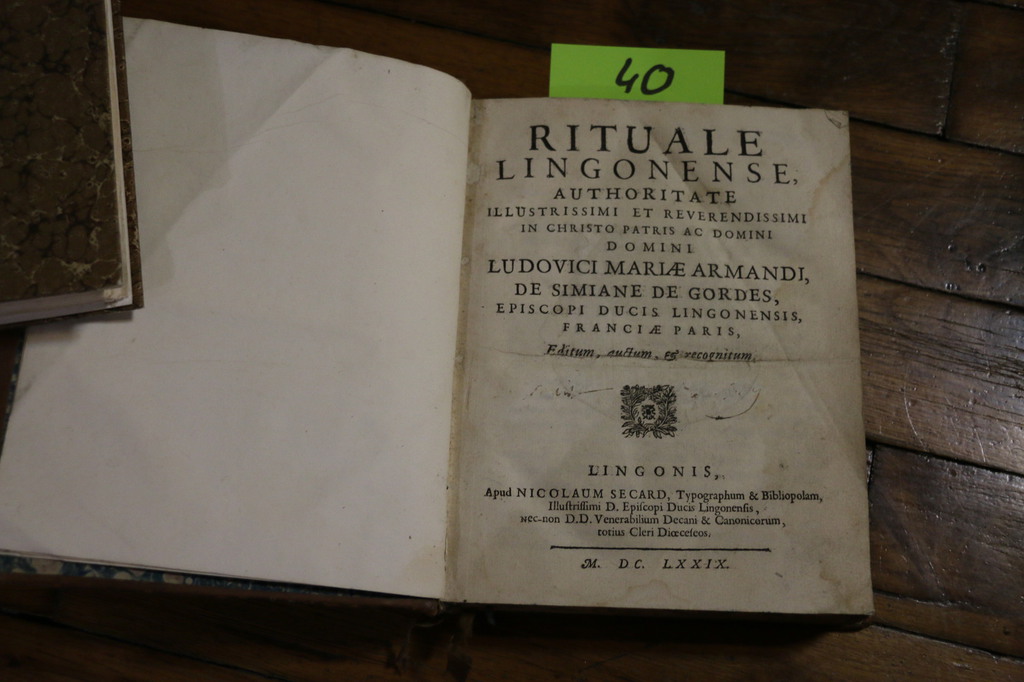 40
RITUALE
LINGONENSE,
AUTHORITATE
ILLUSTRISSIMI ET REVERENDISSIMI
IN CHRISTO PATRIS AC DOMINI
DOMINI
LUDOVICI MARIÆ ARMANDI,
DE SIMIANE DE GORDES,
EPISCOPI DUCIS LINGONENSIS,
FRANCIÆ PARIS,
Editum, auctum, & recognitum.
LINGONIS,
Apud NICOLAUM SECARD, Typographum & Bibliopolam,
Illuſtriſſimi D. Epiſcopi Ducis Lingonenſis,
nec-non D.D. Venerabilium Decani & Canonicorum,
totius Cleri Diœceſeos.
M. DC. LXXIX.